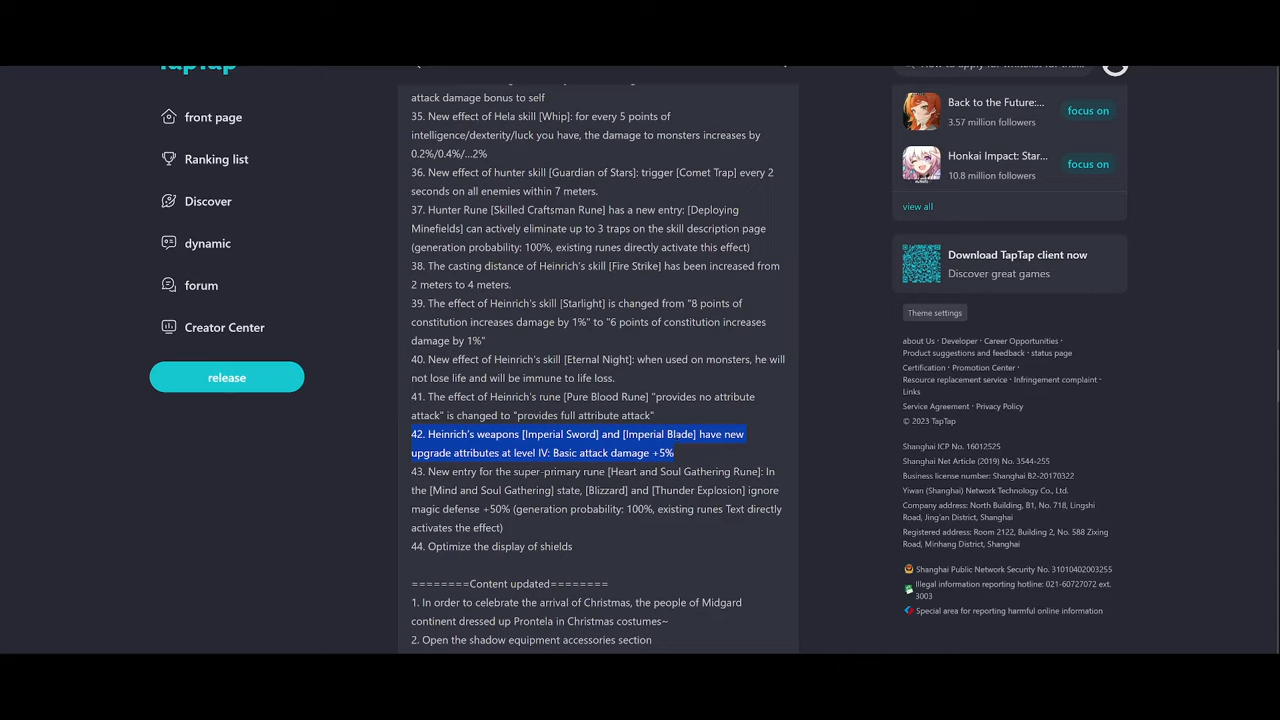 TapTap
front page
Ranking list
Discover
dynamic
forum
Creator Center
release
attack damage bonus to self
35. New effect of Hela skill [Whip]: for every 5 points of
intelligence/dexterity/luck you have, the damage to monsters increases by
0.2%/0.4%/...2%
36. New effect of hunter skill [Guardian of Stars]: trigger [Comet Trap] every 2
seconds on all enemies within 7 meters.
37. Hunter Rune [Skilled Craftsman Rune] has a new entry: [Deploying
Minefields] can actively eliminate up to 3 traps on the skill description page
(generation probability: 100%, existing runes directly activate this effect)
38. The casting distance of Heinrich's skill [Fire Strike] has been increased from
2 meters to 4 meters.
39. The effect of Heinrich's skill [Starlight] is changed from "8 points of
constitution increases damage by 1%" to "6 points of constitution increases
damage by 1%"
40. New effect of Heinrich's skill [Eternal Night]: when used on monsters, he will
not lose life and will be immune to life loss.
41. The effect of Heinrich's rune [Pure Blood Rune] "provides no attribute
attack" is changed to "provides full attribute attack"
42. Heinrich's weapons [Imperial Sword] and [Imperial Blade] have new
upgrade attributes at level IV: Basic attack damage +5%
43. New entry for the super-primary rune [Heart and Soul Gathering Rune]: In
the [Mind and Soul Gathering] state, [Blizzard] and [Thunder Explosion] ignore
magic defense +50% (generation probability: 100%, existing runes Text directly
activates the effect)
44. Optimize the display of shields
========Content updated========
1. In order to celebrate the arrival of Christmas, the people of Midgard
continent dressed up Prontela in Christmas costumes~
2. Open the shadow equipment accessories section
How to apply for whitelist for the...
Back to the Future:...
3.57 million followers
focus on
Honkai Impact: Star...
10.8 million followers
focus on
view all
Download TapTap client now
Discover great games
Theme settings
about Us · Developer · Career Opportunities ·
Product suggestions and feedback · status page
Certification · Promotion Center ·
Resource replacement service · Infringement complaint ·
Links
Service Agreement · Privacy Policy
© 2023 TapTap
Shanghai ICP No. 16012525
Shanghai Net Article (2019) No. 3544-255
Business license number: Shanghai B2-20170322
Yiwan (Shanghai) Network Technology Co., Ltd.
Company address: North Building, B1, No. 718, Lingshi
Road, Jing'an District, Shanghai
Registered address: Room 2122, Building 2, No. 588 Zixing
Road, Minhang District, Shanghai
Shanghai Public Network Security No. 31010402003255
Illegal information reporting hotline: 021-60727072 ext.
3003
Special area for reporting harmful online information